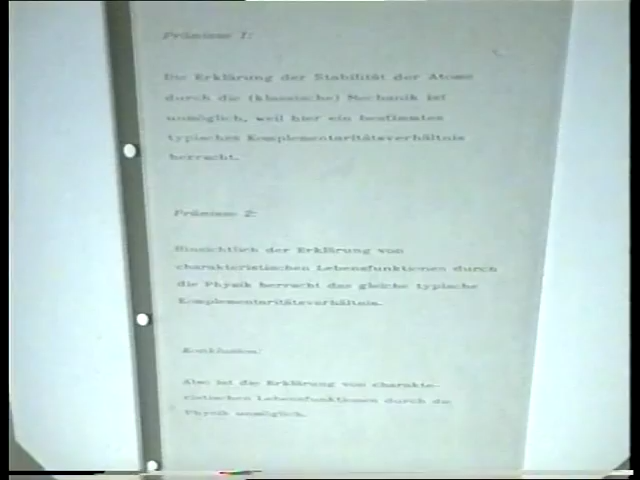 Prämisse 1:
Die Erklärung der Stabilität der Atome
durch die (klassische) Mechanik ist
unmöglich, weil hier ein bestimmtes
typisches Komplementaritätsverhältnis
herrscht.
Prämisse 2:
Hinsichtlich der Erklärung von
charakteristischen Lebensfunktionen durch
die Physik herrscht das gleiche typische
Komplementaritätsverhältnis.
Konklusion:
Also ist die Erklärung von charakte-
ristischen Lebensfunktionen durch die
Physik unmöglich.